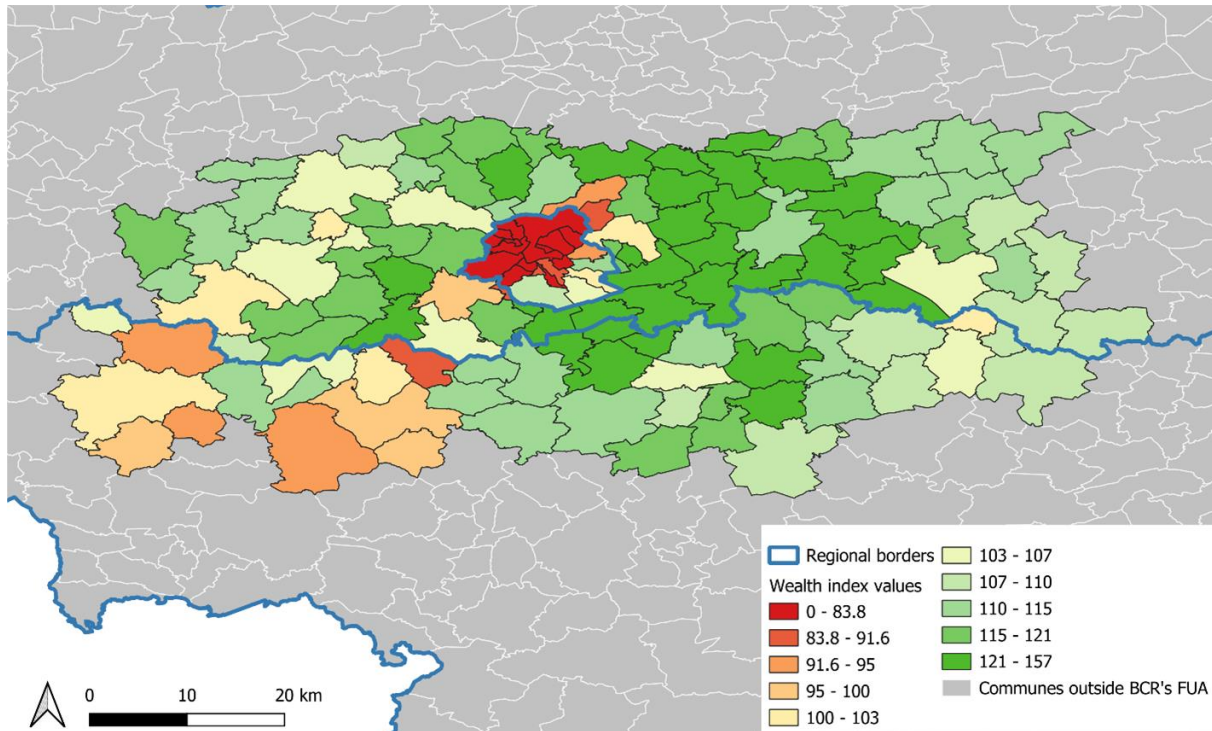 Regional borders
Wealth index values
0 - 83.8
83.8 - 91.6
91.6 - 95
95 - 100
100 - 103
103 - 107
107 - 110
110 - 115
115 - 121
121 - 157
Communes outside BCR's FUA
0 10 20 km